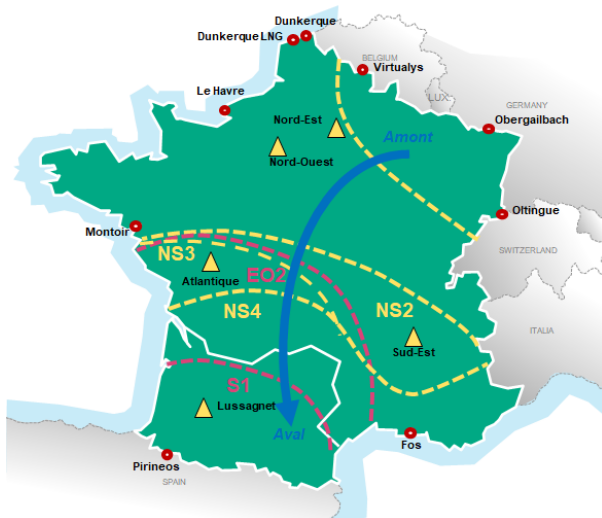 Dunkerque
Dunkerque LNG
BELGIUM
Virtualys
Le Havre
LUX
GERMANY
Nord-Est
Obergailbach
Amont
Nord-Ouest
Oltingue
Montoir
SWITZERLAND
NS3
EO2
Atlantique
NS4
NS2
ITALIA
Sud-Est
S1
Lussagnet
Aval
Fos
Pirineos
SPAIN